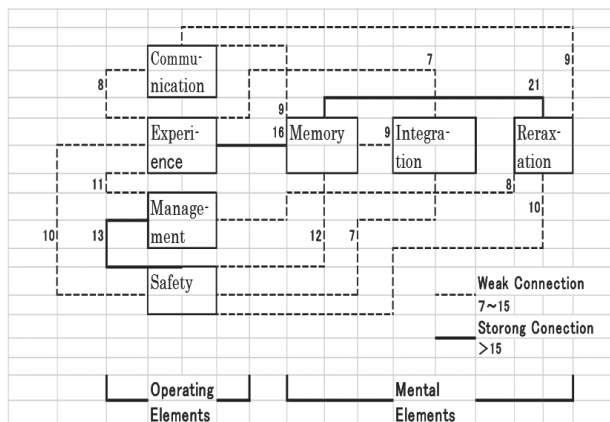 Commu-
nication
7
9
8
21
9
Experi-
ence
16
Memory
9
Integra-
tion
Rerax-
ation
11
8
Manage-
ment
10
13
12
7
10
Safety
Weak Connection
7~15
Storong Conection
>15
Operating
Elements
Mental
Elements